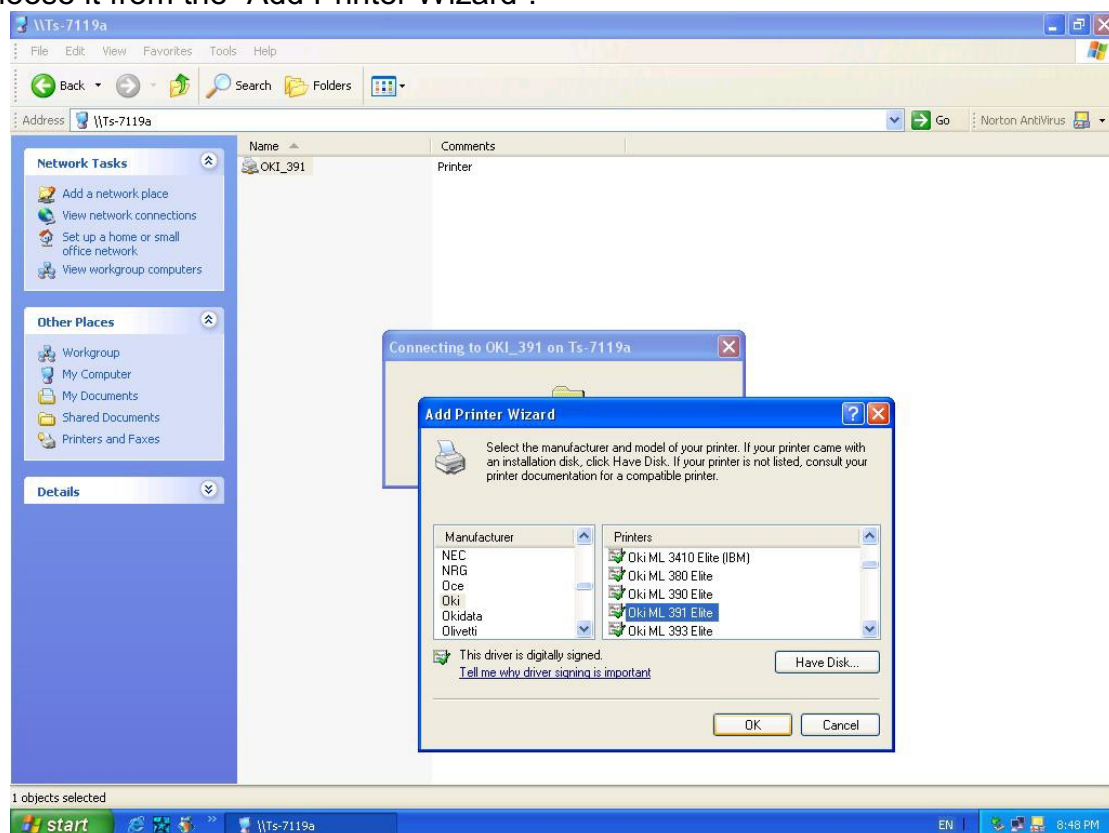 oose it from the "Add Printer Wizard".
\\Ts-7119a
File Edit View Favorites Tools Help
Back Search Folders
Address \\Ts-7119a Go Norton AntiVirus
Name Comments
OKI_391 Printer
Network Tasks
Add a network place
View network connections
Set up a home or small
office network
View workgroup computers
Other Places
Workgroup
My Computer
My Documents
Shared Documents
Printers and Faxes
Details
Connecting to OKI_391 on Ts-7119a
Add Printer Wizard
Select the manufacturer and model of your printer. If your printer came with
an installation disk, click Have Disk. If your printer is not listed, consult your
printer documentation for a compatible printer.
Manufacturer
NEC
NRG
Oce
Oki
Okidata
Olivetti
Printers
Oki ML 3410 Elite (IBM)
Oki ML 380 Elite
Oki ML 390 Elite
Oki ML 391 Elite
Oki ML 393 Elite
This driver is digitally signed.
Tell me why driver signing is important
Have Disk...
OK Cancel
1 objects selected
start \\Ts-7119a EN 8:48 PM